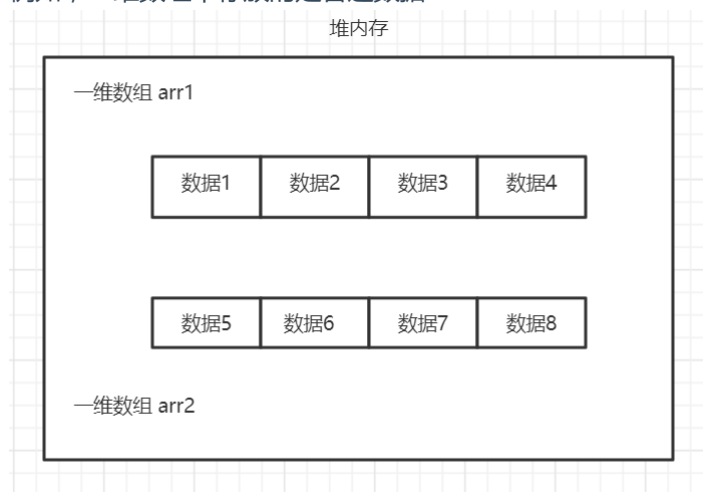 堆内存
一维数组 arr1
数据1 数据2 数据3 数据4
数据5 数据6 数据7 数据8
一维数组 arr2